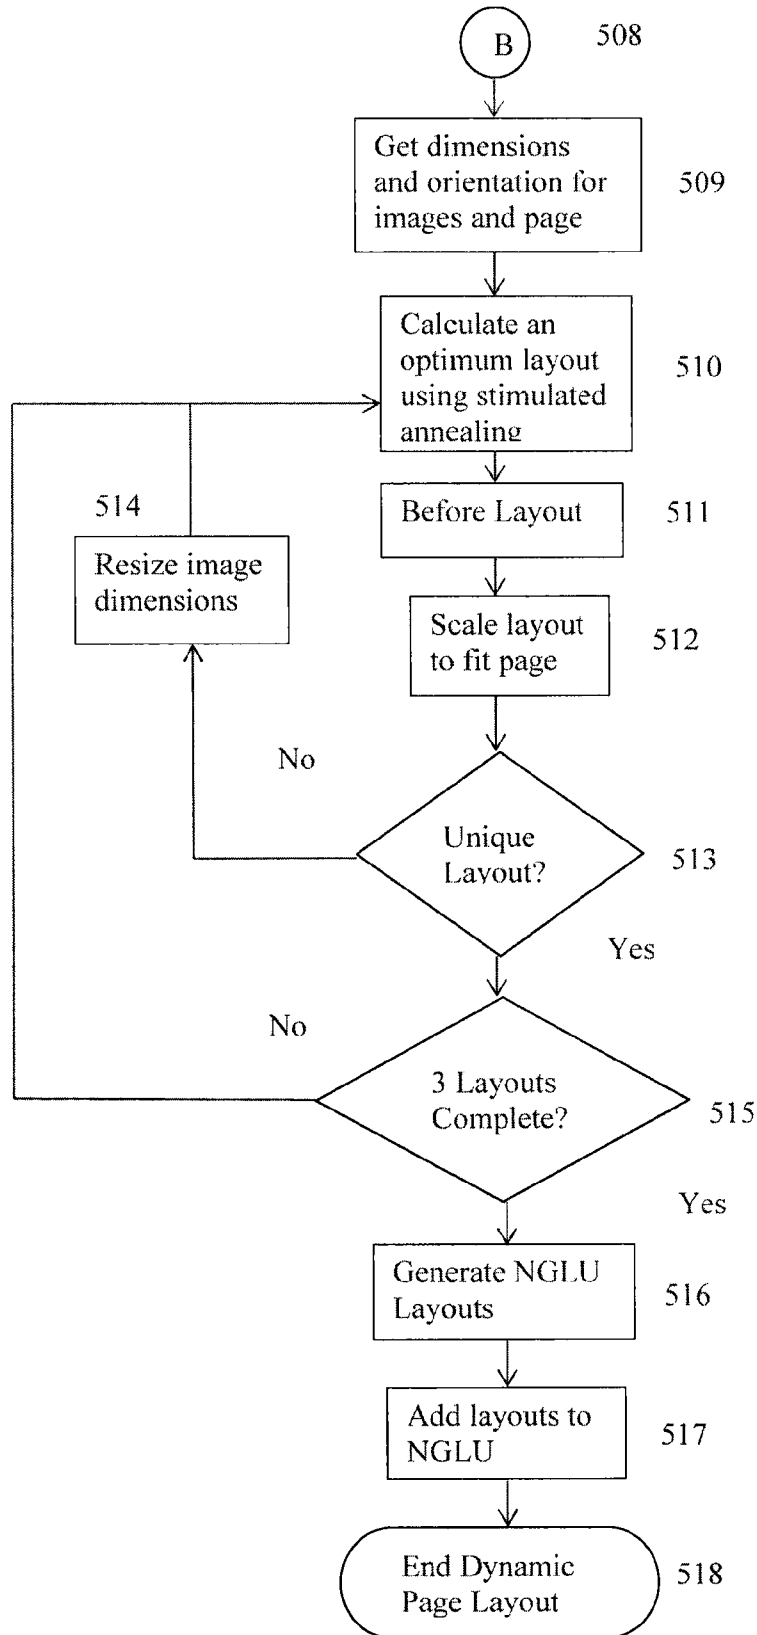 B
508
Get dimensions
and orientation for
images and page
509
Calculate an
optimum layout
using stimulated
annealing
510
Before Layout
511
514
Resize image
dimensions
Scale layout
to fit page
512
No
Unique
Layout?
513
Yes
No
3 Layouts
Complete?
515
Yes
Generate NGLU
Layouts
516
Add layouts to
NGLU
517
End Dynamic
Page Layout
518